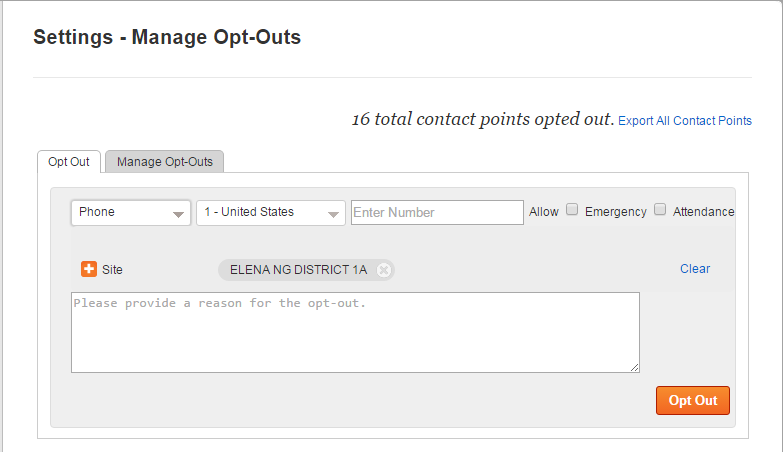 Settings - Manage Opt-Outs
16 total contact points opted out. Export All Contact Points
Opt Out Manage Opt-Outs
Phone 1 - United States Enter Number Allow Emergency Attendance
Site ELENA NG DISTRICT 1A Clear
Please provide a reason for the opt-out.
Opt Out